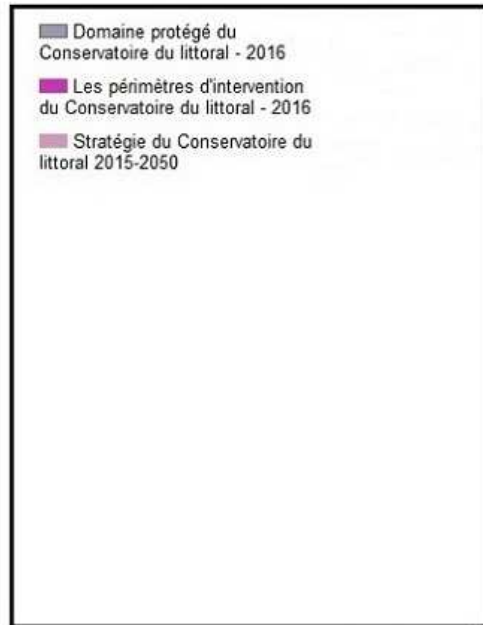 Domaine protégé du
Conservatoire du littoral - 2016
Les périmètres d'intervention
du Conservatoire du littoral - 2016
Stratégie du Conservatoire du
littoral 2015-2050